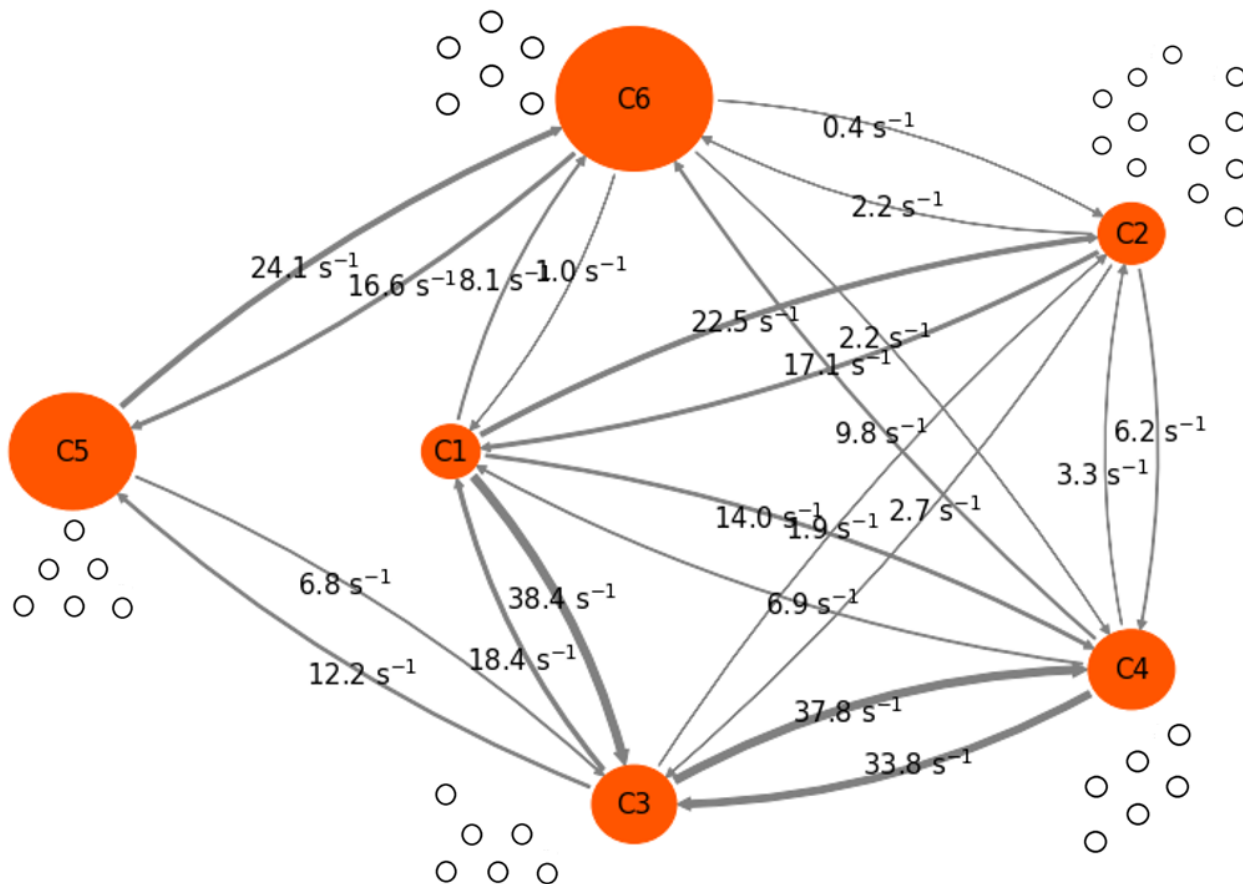 C6
0.4 s⁻¹
2.2 s⁻¹
C2
24.1 s⁻¹
16.6 s⁻¹
8.1 s⁻¹
1.0 s⁻¹
22.5 s⁻¹
2.2 s⁻¹
17.1 s⁻¹
C5
C1
9.8 s⁻¹
6.2 s⁻¹
3.3 s⁻¹
14.0 s⁻¹
1.9 s⁻¹
2.7 s⁻¹
6.8 s⁻¹
38.4 s⁻¹
6.9 s⁻¹
18.4 s⁻¹
12.2 s⁻¹
C4
37.8 s⁻¹
33.8 s⁻¹
C3